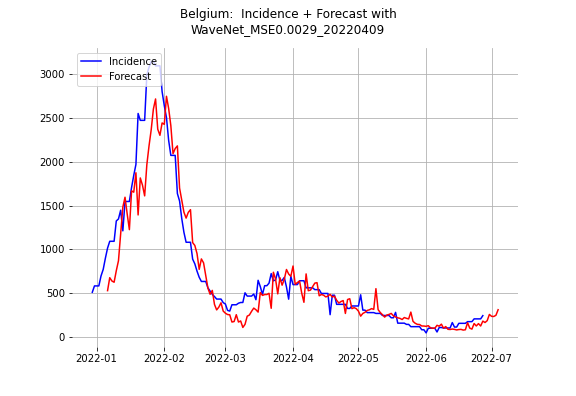 Belgium:  Incidence + Forecast with
WaveNet_MSE0.0029_20220409
Incidence
Forecast
3000
2500
2000
1500
1000
500
0
2022-01 2022-02 2022-03 2022-04 2022-05 2022-06 2022-07